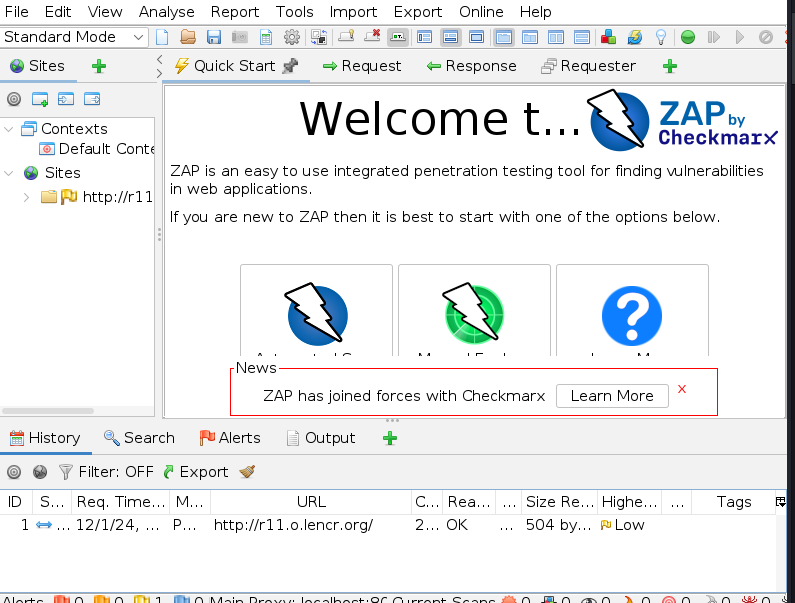 File Edit View Analyse Report Tools Import Export Online Help
Standard Mode
Sites
Quick Start Request Response Requester
Contexts
Default Conte
Sites
http://r11
Welcome t...
ZAP by
Checkmarx
ZAP is an easy to use integrated penetration testing tool for finding vulnerabilities
in web applications.
If you are new to ZAP then it is best to start with one of the options below.
News
ZAP has joined forces with Checkmarx Learn More X
History Search Alerts Output
Filter: OFF Export
ID S... Req. Time... M... URL C... Rea... ... Size Re... Highe... ... Tags
1 ... 12/1/24, ... P... http://r11.o.lencr.org/ 2... OK ... 504 by... Low
Alerts 0 0 1 0 Main Proxy: localhost:80 Current Scans 0 0 0 0 0 0 0